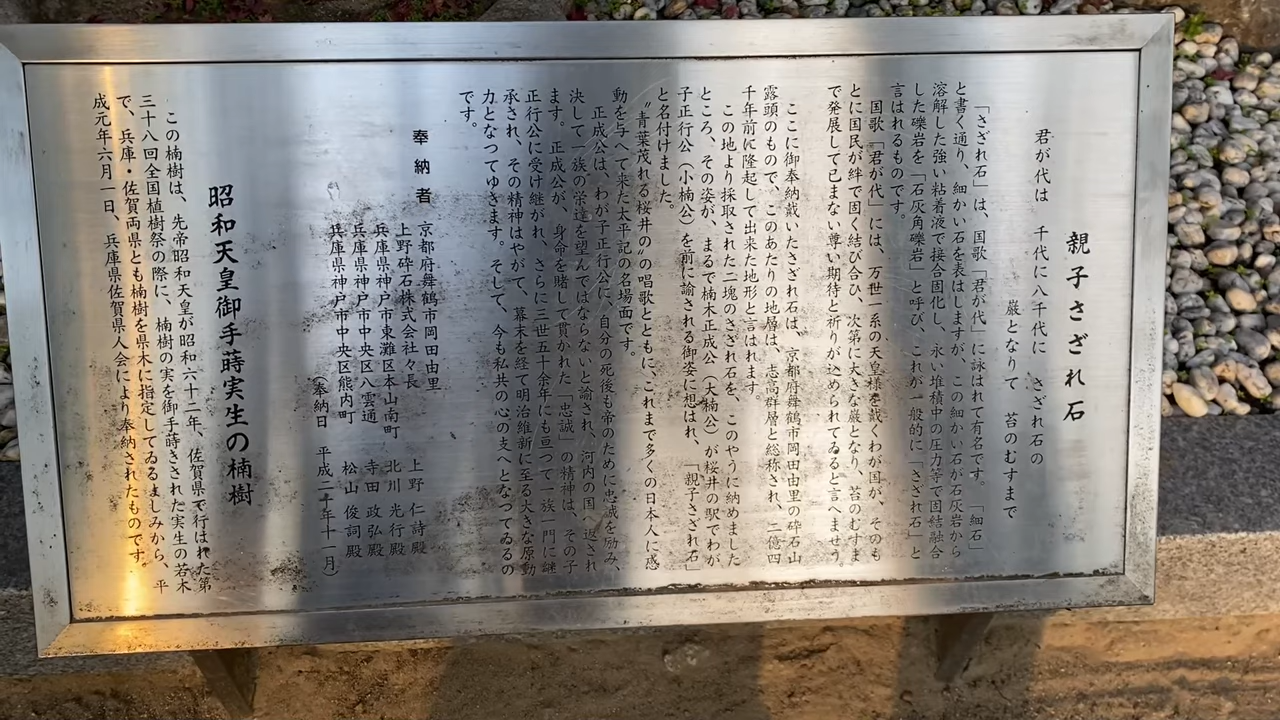 親子さざれ石
君が代は 千代に八千代に さざれ石の
巌となりて 苔のむすまで
「さざれ石」は、国歌「君が代」に詠はれて有名です。「細石」
と書く通り、細かい石を表はしますが、この細かい石が石灰岩から
溶解した強い粘着液で接合固化し、永い堆積中の圧力等で固結融合
した礫岩を「石灰角礫岩」と呼び、これが一般的に「さざれ石」と
言はれるものです。
国歌「君が代」には、万世一系の天皇様を戴くわが国が、そのも
とに国民が絆で固く結び合ひ、次第に大きな巌となり、苔のむすま
で発展して已まない尊い期待と祈りが込められてゐると言へませう。
ここに御奉納戴いたさざれ石は、京都府舞鶴市岡田由里の砕石山
露頭のもので、このあたりの地層は、志高群層と総称され、二億四
千年前に隆起して出来た地形と言はれます。
この地より採取された二塊のさざれ石を、このやうに納めました
ところ、その姿が、まるで楠木正成公（大楠公）が桜井の駅でわが
子正行公（小楠公）を前に諭される御姿に想はれ、「親子さざれ石」
と名付けました。
"青葉茂れる桜井の"の唱歌とともに、これまで多くの日本人に感
動を与へて来た太平記の名場面です。
正成公は、わが子正行公に、自分の死後も帝のために忠誠を励み、
決して一族の栄達を望んではならないと諭され、河内の国へ返され
ます。正成公が、身命を賭して貫かれた「忠誠」の精神は、その子
正行公に受け継がれ、さらに三世五十余年にも亘つて一族一門に継
承され、その精神はやがて、幕末を経て明治維新に至る大きな原動
力となつてゆきます。そして、今も私共の心の支へとなつてゐるの
です。
奉納者 京都府舞鶴市岡田由里
上野砕石株式会社々長 上野 仁詩殿
兵庫県神戸市東灘区本山南町 北川 光行殿
兵庫県神戸市中央区八雲通 寺田 政弘殿
兵庫県神戸市中央区熊内町 松山 俊詞殿
（奉納日 平成二十年十一月）
昭和天皇御手蒔実生の楠樹
この楠樹は、先帝昭和天皇が昭和六十二年、佐賀県で行はれた第
三十八回全国植樹祭の際に、楠樹の実を御手蒔きされた実生の若木
で、兵庫・佐賀両県とも楠樹を県木に指定してゐるよしみから、平
成元年六月一日、兵庫県佐賀県人会により奉納されたものです。